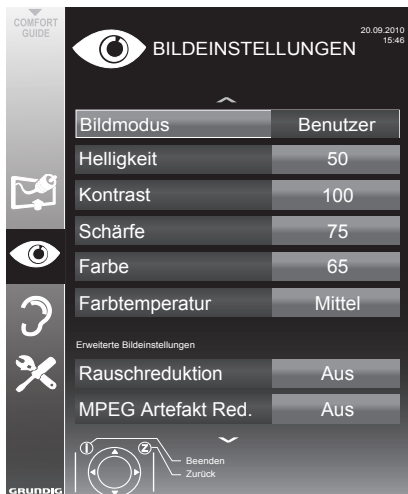 COMFORT
GUIDE
BILDEINSTELLUNGEN
20.09.2010
15:46
Bildmodus Benutzer
Helligkeit 50
Kontrast 100
Schärfe 75
Farbe 65
Farbtemperatur Mittel
Erweiterte Bildeinstellungen
Rauschreduktion Aus
MPEG Artefakt Red. Aus
Z
Beenden
Zurück
GRUNDIG